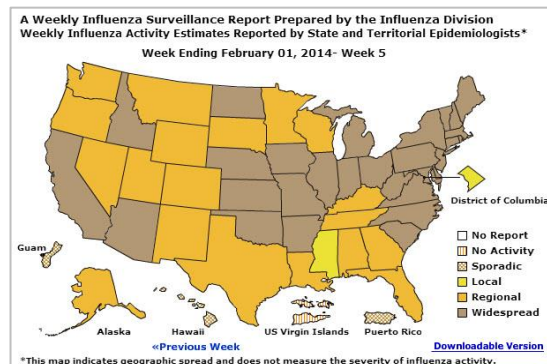 A Weekly Influenza Surveillance Report Prepared by the Influenza Division
Weekly Influenza Activity Estimates Reported by State and Territorial Epidemiologists*
Week Ending February 01, 2014- Week 5
District of Columbia
No Report
No Activity
Sporadic
Local
Regional
Widespread
Guam
Alaska
Hawaii
US Virgin Islands
Puerto Rico
«Previous Week
Downloadable Version
*This map indicates geographic spread and does not measure the severity of influenza activity.